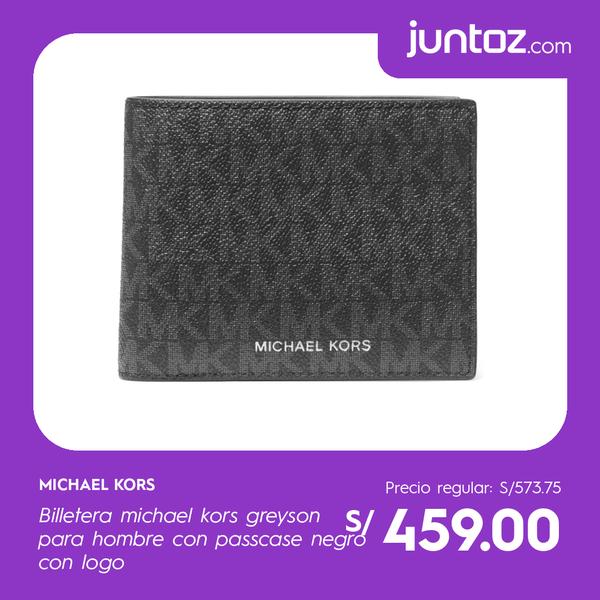 juntoz.com
MICHAEL KORS
MICHAEL KORS
Billetera michael kors greyson
para hombre con passcase negro
con logo
Precio regular: S/573.75
S/ 459.00